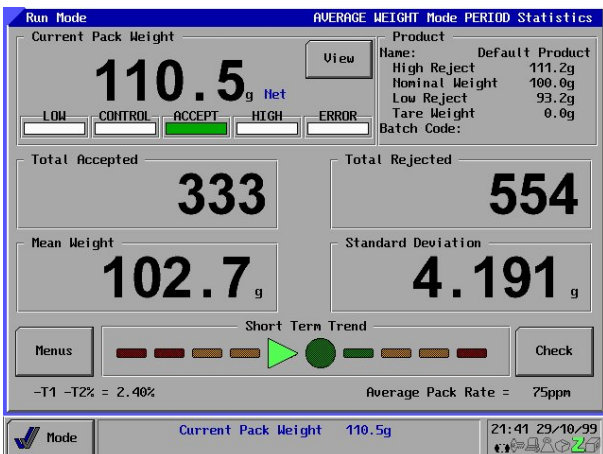 Run Mode AVERAGE WEIGHT Mode PERIOD Statistics
Current Pack Weight
110.5g Net
View
LOW CONTROL ACCEPT HIGH ERROR
Product
Name: Default Product
High Reject 111.2g
Nominal Weight 100.0g
Low Reject 93.2g
Tare Weight 0.0g
Batch Code:
Total Accepted
333
Total Rejected
554
Mean Weight
102.7g
Standard Deviation
4.191g
Short Term Trend
Menus
Check
-T1 -T2% = 2.40% Average Pack Rate = 75ppm
Mode
Current Pack Weight 110.5g
21:41 29/10/99
Z